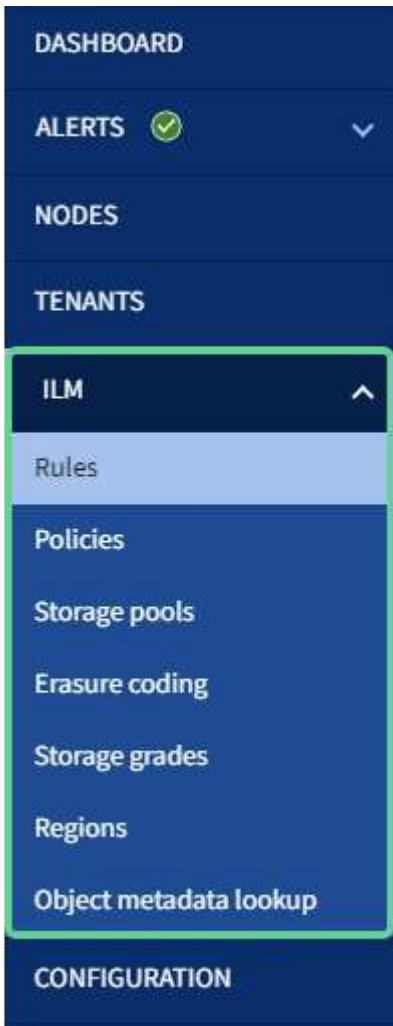 DASHBOARD
ALERTS
NODES
TENANTS
ILM
Rules
Policies
Storage pools
Erasure coding
Storage grades
Regions
Object metadata lookup
CONFIGURATION